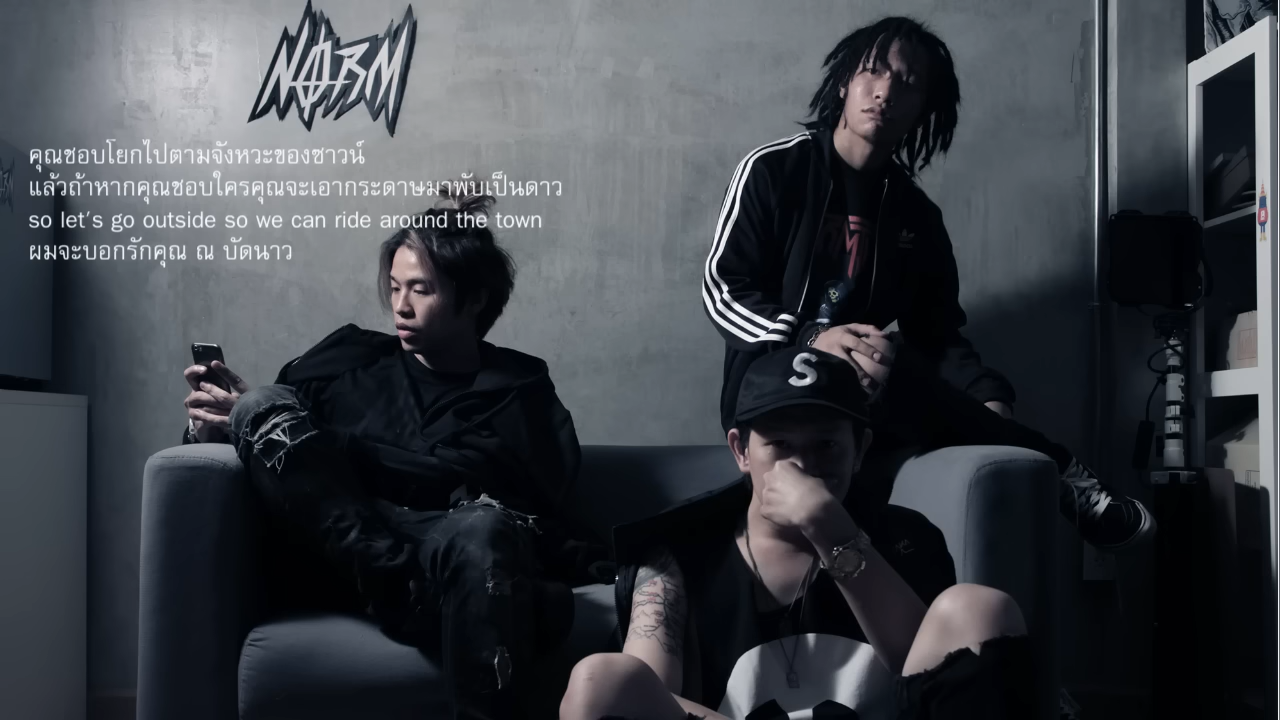 NOBM
คุณชอบโยกไปตามจังหวะของซาวน์
แล้วถ้าหากคุณชอบใครคุณจะเอากระดาษมาพับเป็นดาว
so let's go outside so we can ride around the town
ผมจะบอกรักคุณ ณ บัดนาว
S